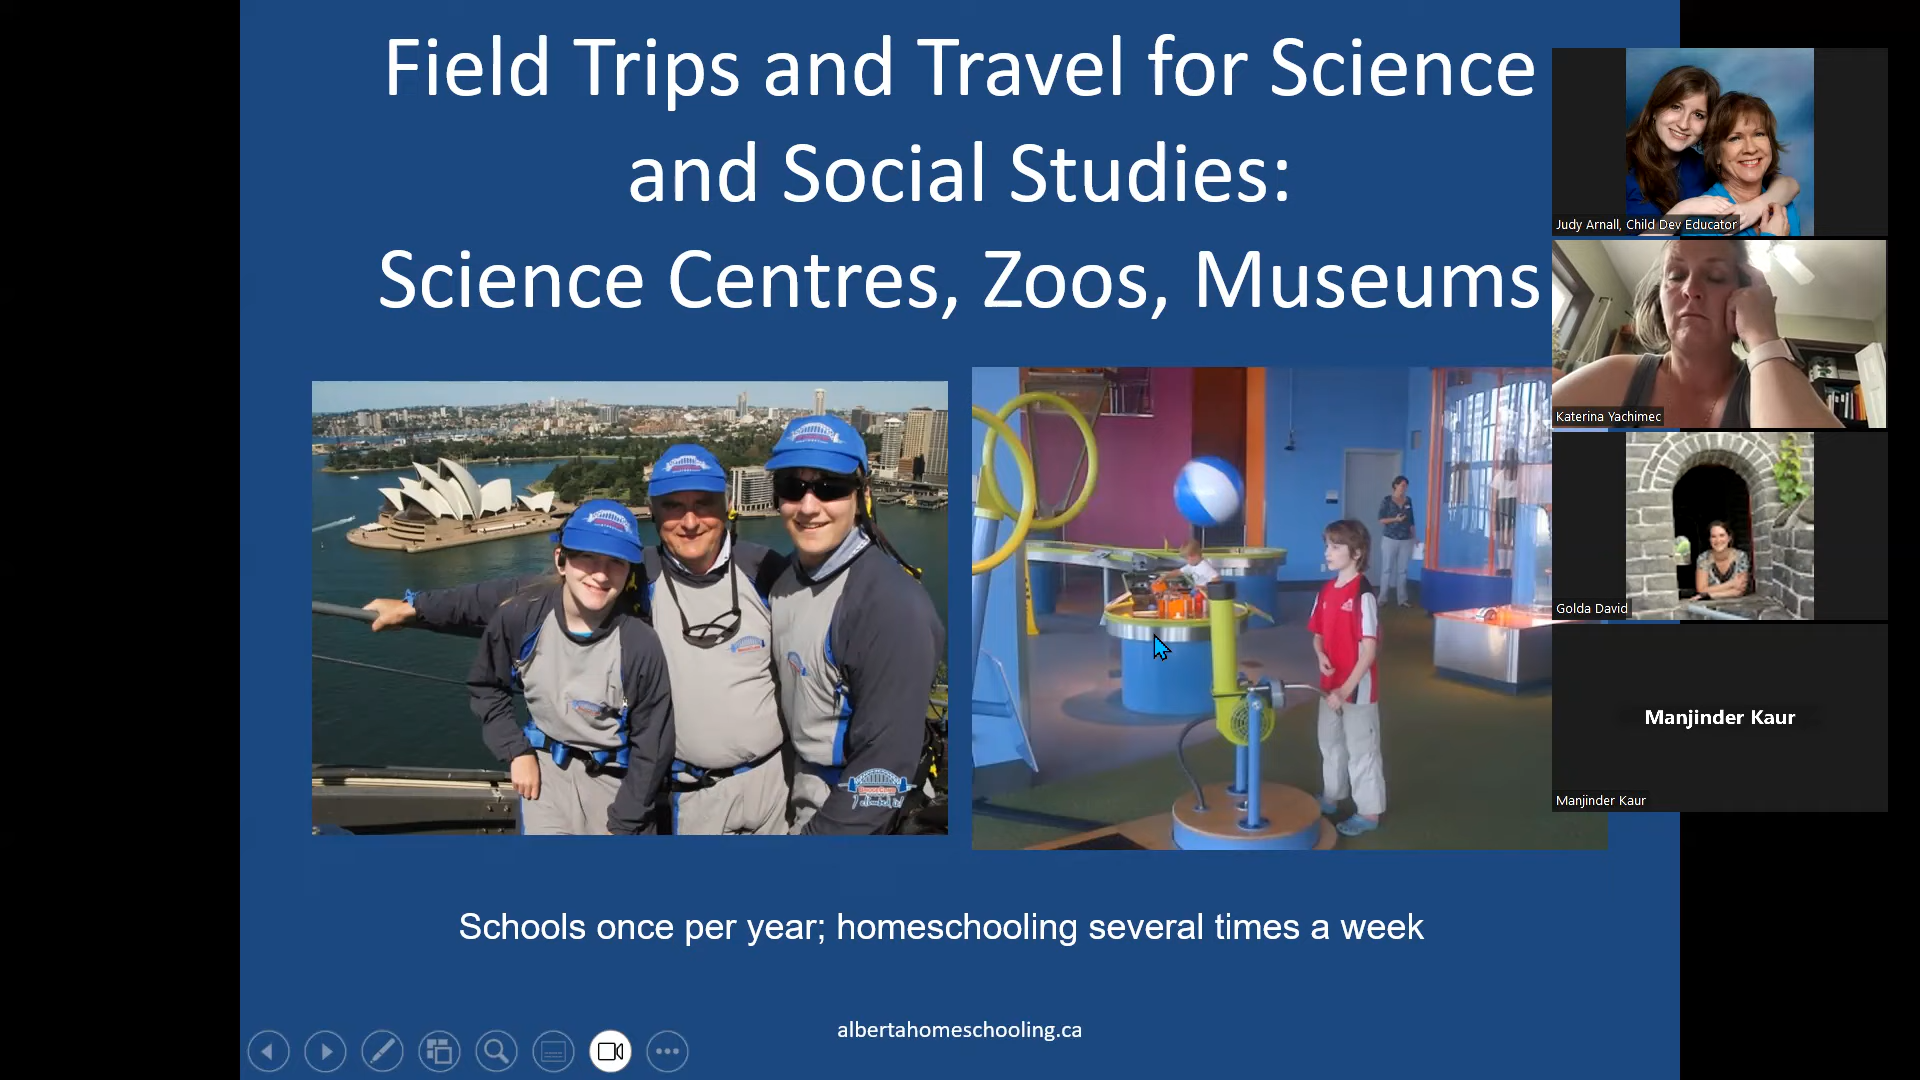 Field Trips and Travel for Science
and Social Studies:
Science Centres, Zoos, Museums
Schools once per year; homeschooling several times a week
albertahomeschooling.ca
Judy Arnall, Child Dev Educator
Katerina Yachimec
Golda David
Manjinder Kaur
Manjinder Kaur